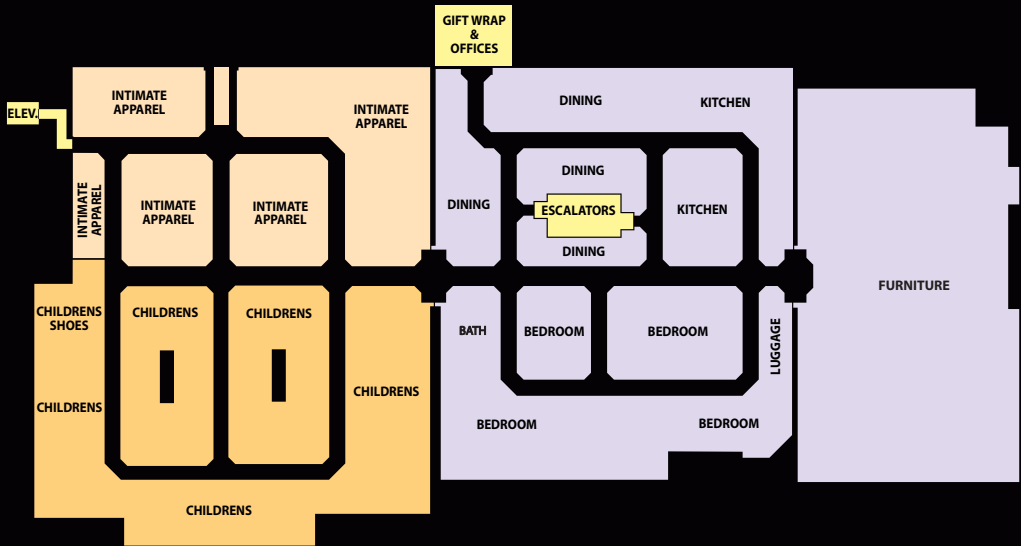 GIFT WRAP
&
OFFICES
ELEV.
INTIMATE
APPAREL
INTIMATE
APPAREL
DINING
KITCHEN
INTIMATE
APPAREL
INTIMATE
APPAREL
INTIMATE
APPAREL
DINING
DINING
ESCALATORS
DINING
KITCHEN
FURNITURE
CHILDRENS
SHOES
CHILDRENS
CHILDRENS
BATH
BEDROOM
BEDROOM
LUGGAGE
CHILDRENS
CHILDRENS
BEDROOM
BEDROOM
CHILDRENS